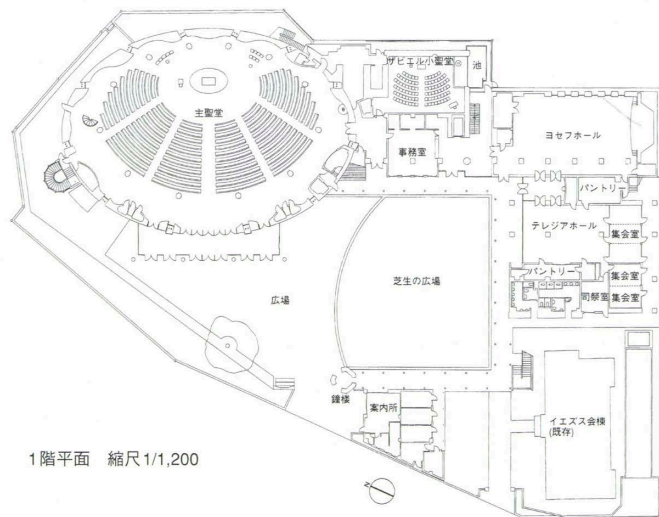 主聖堂
ザビエル小聖堂
池
事務室
ヨセフホール
パントリー
テレジアホール
集会室
パントリー
集会室
司祭室
集会室
芝生の広場
広場
鐘楼
案内所
イエズス会棟
(既存)
1階平面 縮尺1/1,200
N